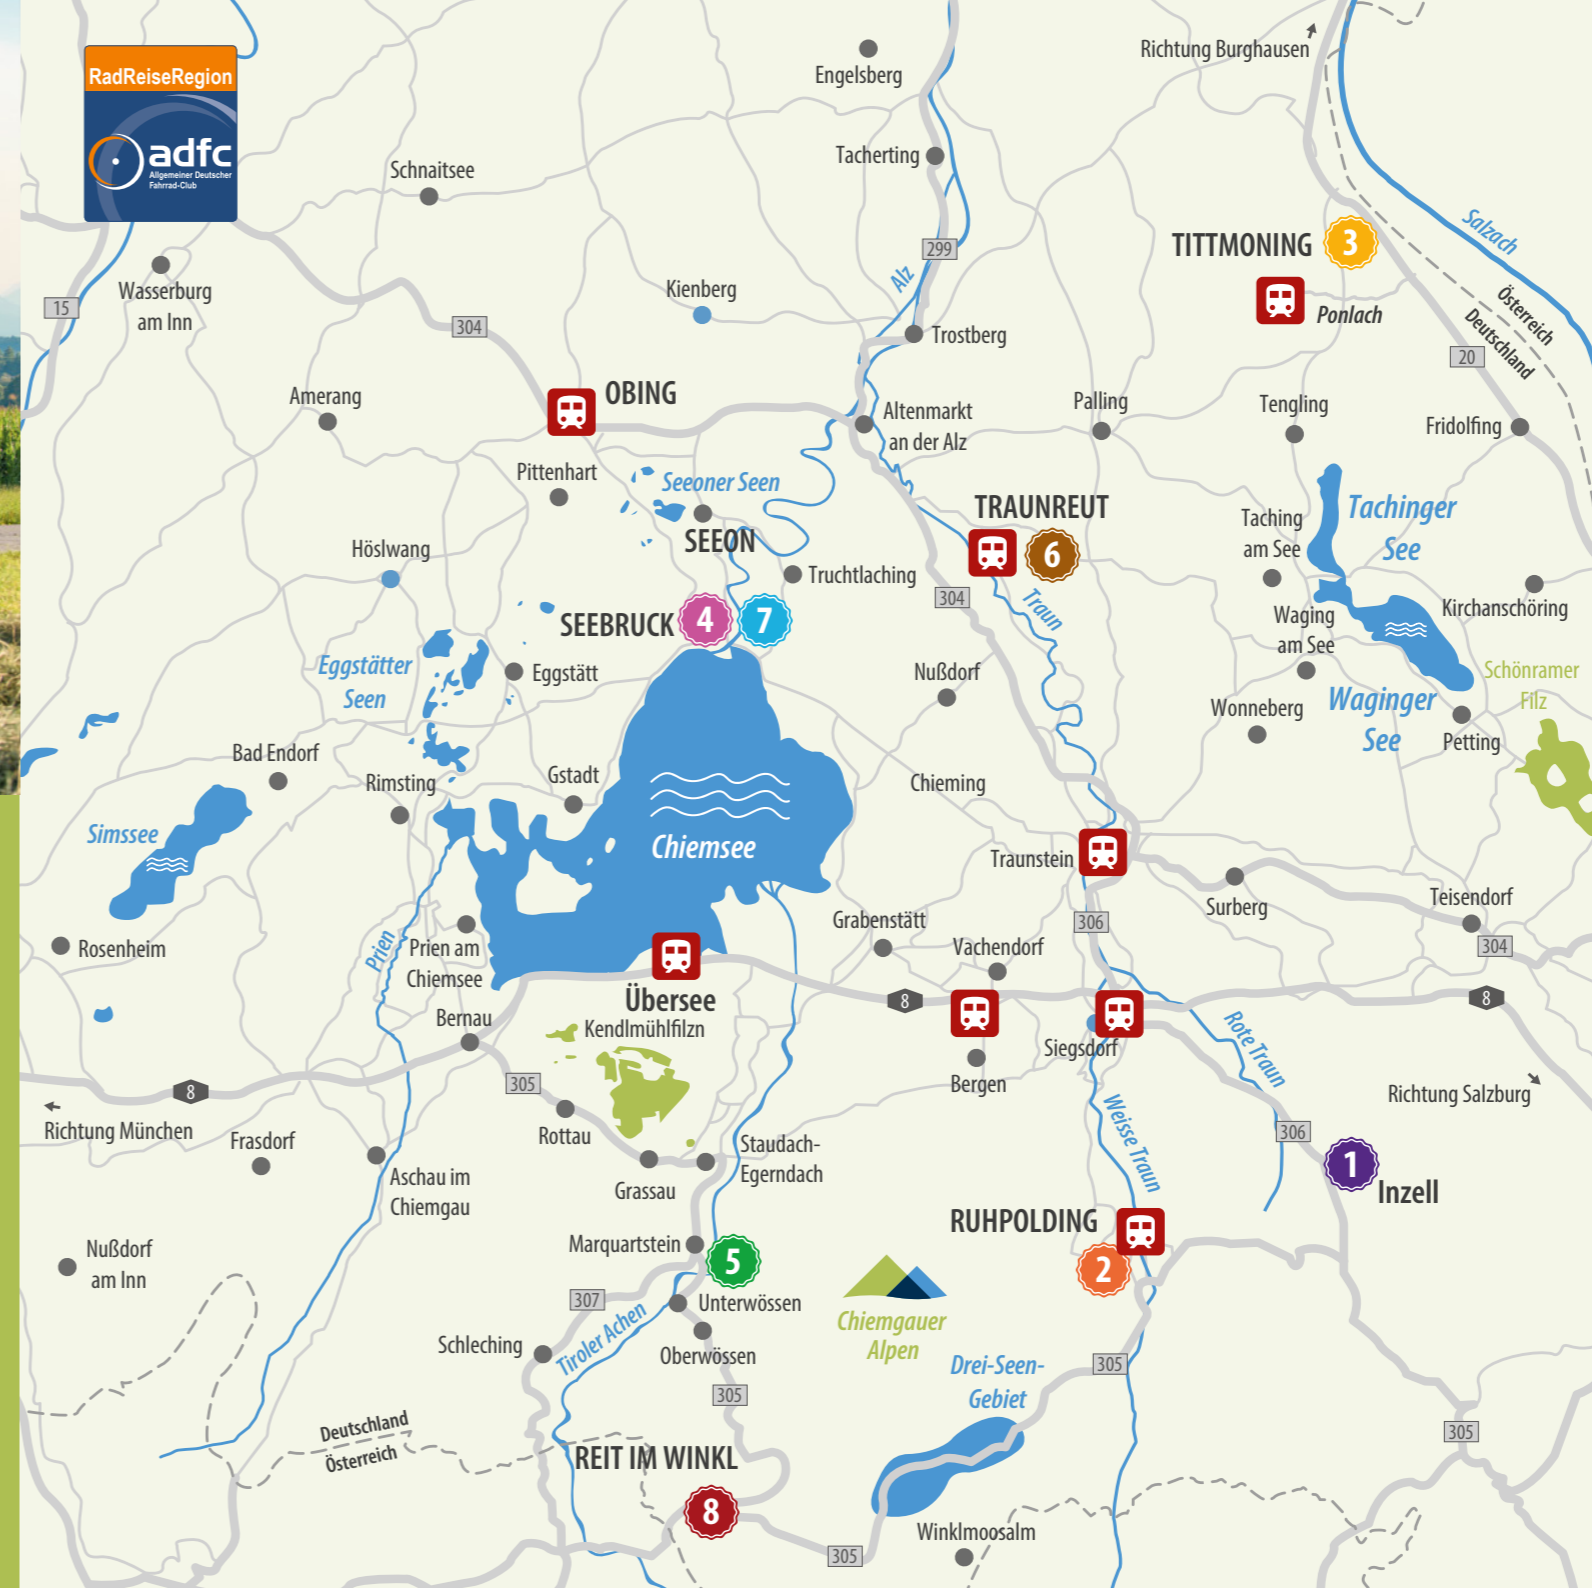 RadReiseRegion
adfc
Allgemeiner Deutscher
Fahrrad-Club
Richtung Burghausen
Engelsberg
Tacherting
Schnaitsee
Salzach
TITTMONING
3
Ponlach
Österreich
Deutschland
20
299
Alz
Wasserburg
am Inn
15
304
Kienberg
Trostberg
OBING
Amerang
Altenmarkt
an der Alz
Palling
Tengling
Fridolfing
Pittenhart
Seeoner Seen
SEEON
TRAUNREUT
6
Taching
am See
Tachinger
See
Höslwang
Truchtlaching
304
Traun
Kirchanschöring
SEEBRUCK
4
7
Waging
am See
Eggstätter
Seen
Eggstätt
Nußdorf
Schönramer
Filz
Wonneberg
Waginger
See
Petting
Bad Endorf
Rimsting
Gstadt
Chieming
Simssee
Chiemsee
Traunstein
Surberg
Teisendorf
304
306
Grabenstätt
Vachendorf
Rosenheim
Prien
Prien am
Chiemsee
Übersee
Kendlmühlfilzn
Bernau
8
8
Siegsdorf
Bergen
Rote Traun
Richtung Salzburg
8
305
Richtung München
Frasdorf
Rottau
Aschau im
Chiemgau
Grassau
Staudach-
Egerndach
Weisse Traun
306
1
Inzell
RUHPOLDING
2
Nußdorf
am Inn
Marquartstein
5
307
Unterwössen
Tiroler Achen
Schleching
Oberwössen
Chiemgauer
Alpen
Drei-Seen-
Gebiet
305
305
305
Deutschland
Österreich
REIT IM WINKL
8
305
Winklmoosalm